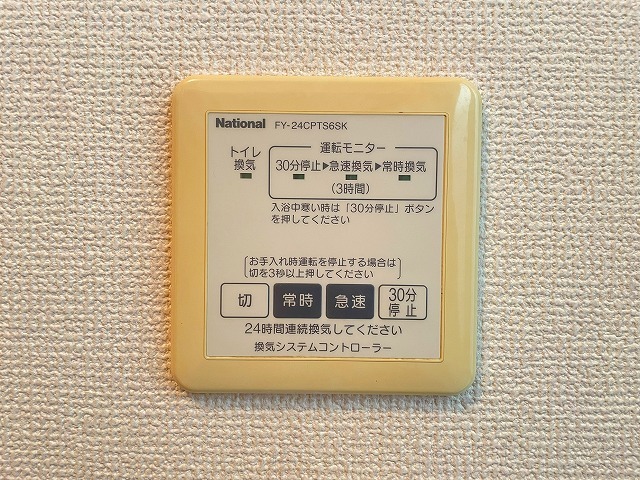 National FY-24CPTS6SK
運転モニター
トイレ
換気
30分停止▶急速換気▶常時換気
(3時間)
入浴中寒い時は「30分停止」ボタン
を押してください
お手入れ時運転を停止する場合は
切を3秒以上押してください
切 常時 急速 30分
停止
24時間連続換気してください
換気システムコントローラー